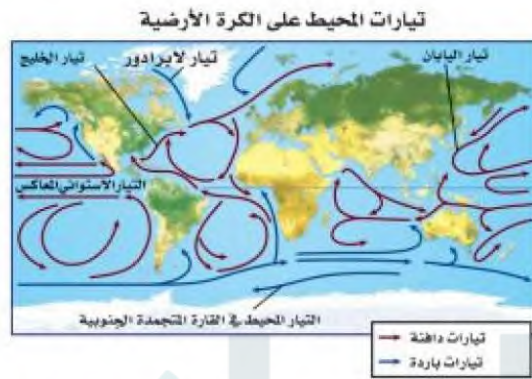 تيارات المحيط على الكرة الأرضية
تيار الخليج
تيار لابرادور
تيار اليابان
التيار الاستوائي المعاكس
التيار المحيط في القارة المتجمدة الجنوبية
تيارات دافئة
تيارات باردة